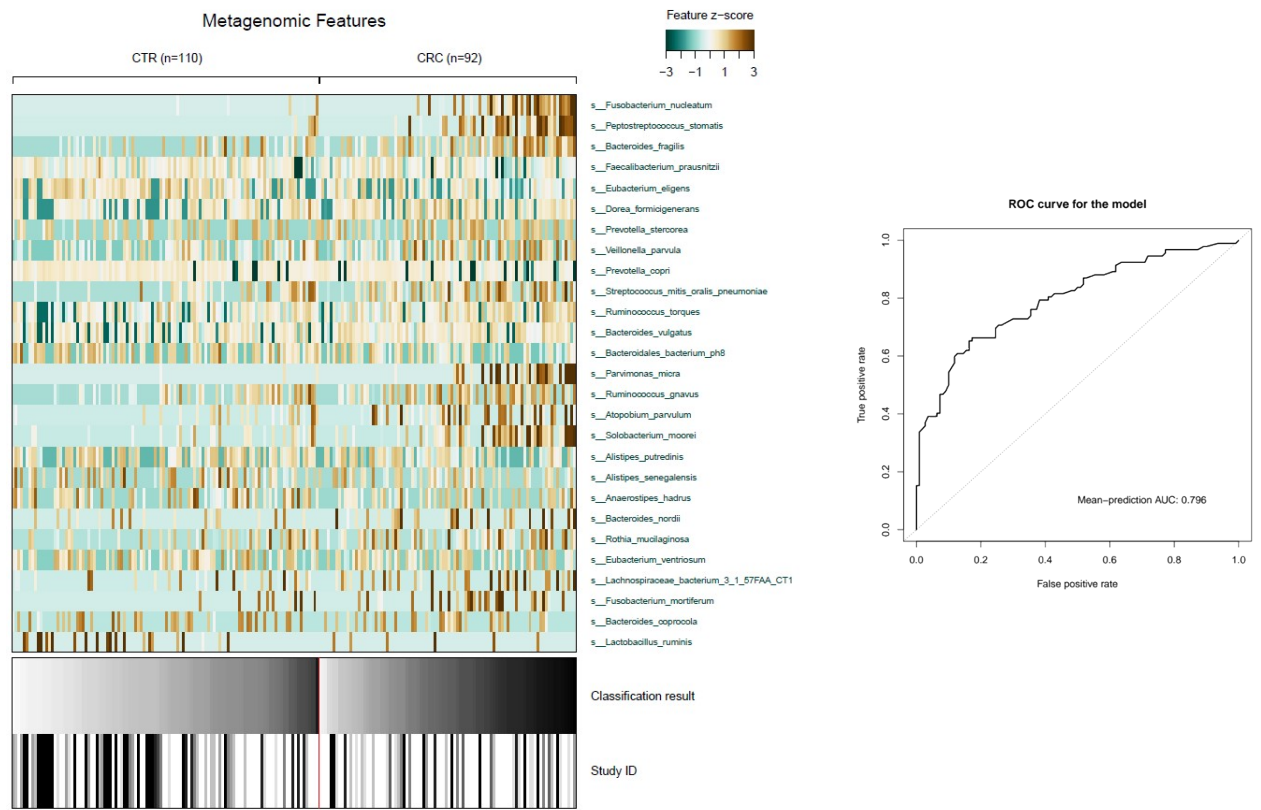 Metagenomic Features
CTR (n=110)
CRC (n=92)
Feature z−score
−3 −1 1 3
s__Fusobacterium_nucleatum
s__Peptostreptococcus_stomatis
s__Bacteroides_fragilis
s__Faecalibacterium_prausnitzii
s__Eubacterium_eligens
s__Dorea_formicigenerans
s__Prevotella_stercorea
s__Veillonella_parvula
s__Prevotella_copri
s__Streptococcus_mitis_oralis_pneumoniae
s__Ruminococcus_torques
s__Bacteroides_vulgatus
s__Bacteroidales_bacterium_ph8
s__Parvimonas_micra
s__Ruminococcus_gnavus
s__Atopobium_parvulum
s__Solobacterium_moorei
s__Alistipes_putredinis
s__Alistipes_senegalensis
s__Anaerostipes_hadrus
s__Bacteroides_nordii
s__Rothia_mucilaginosa
s__Eubacterium_ventriosum
s__Lachnospiraceae_bacterium_3_1_57FAA_CT1
s__Fusobacterium_mortiferum
s__Bacteroides_coprocola
s__Lactobacillus_ruminis
Classification result
Study ID
ROC curve for the model
True positive rate
1.0
0.8
0.6
0.4
0.2
0.0
Mean−prediction AUC: 0.796
0.0 0.2 0.4 0.6 0.8 1.0
False positive rate